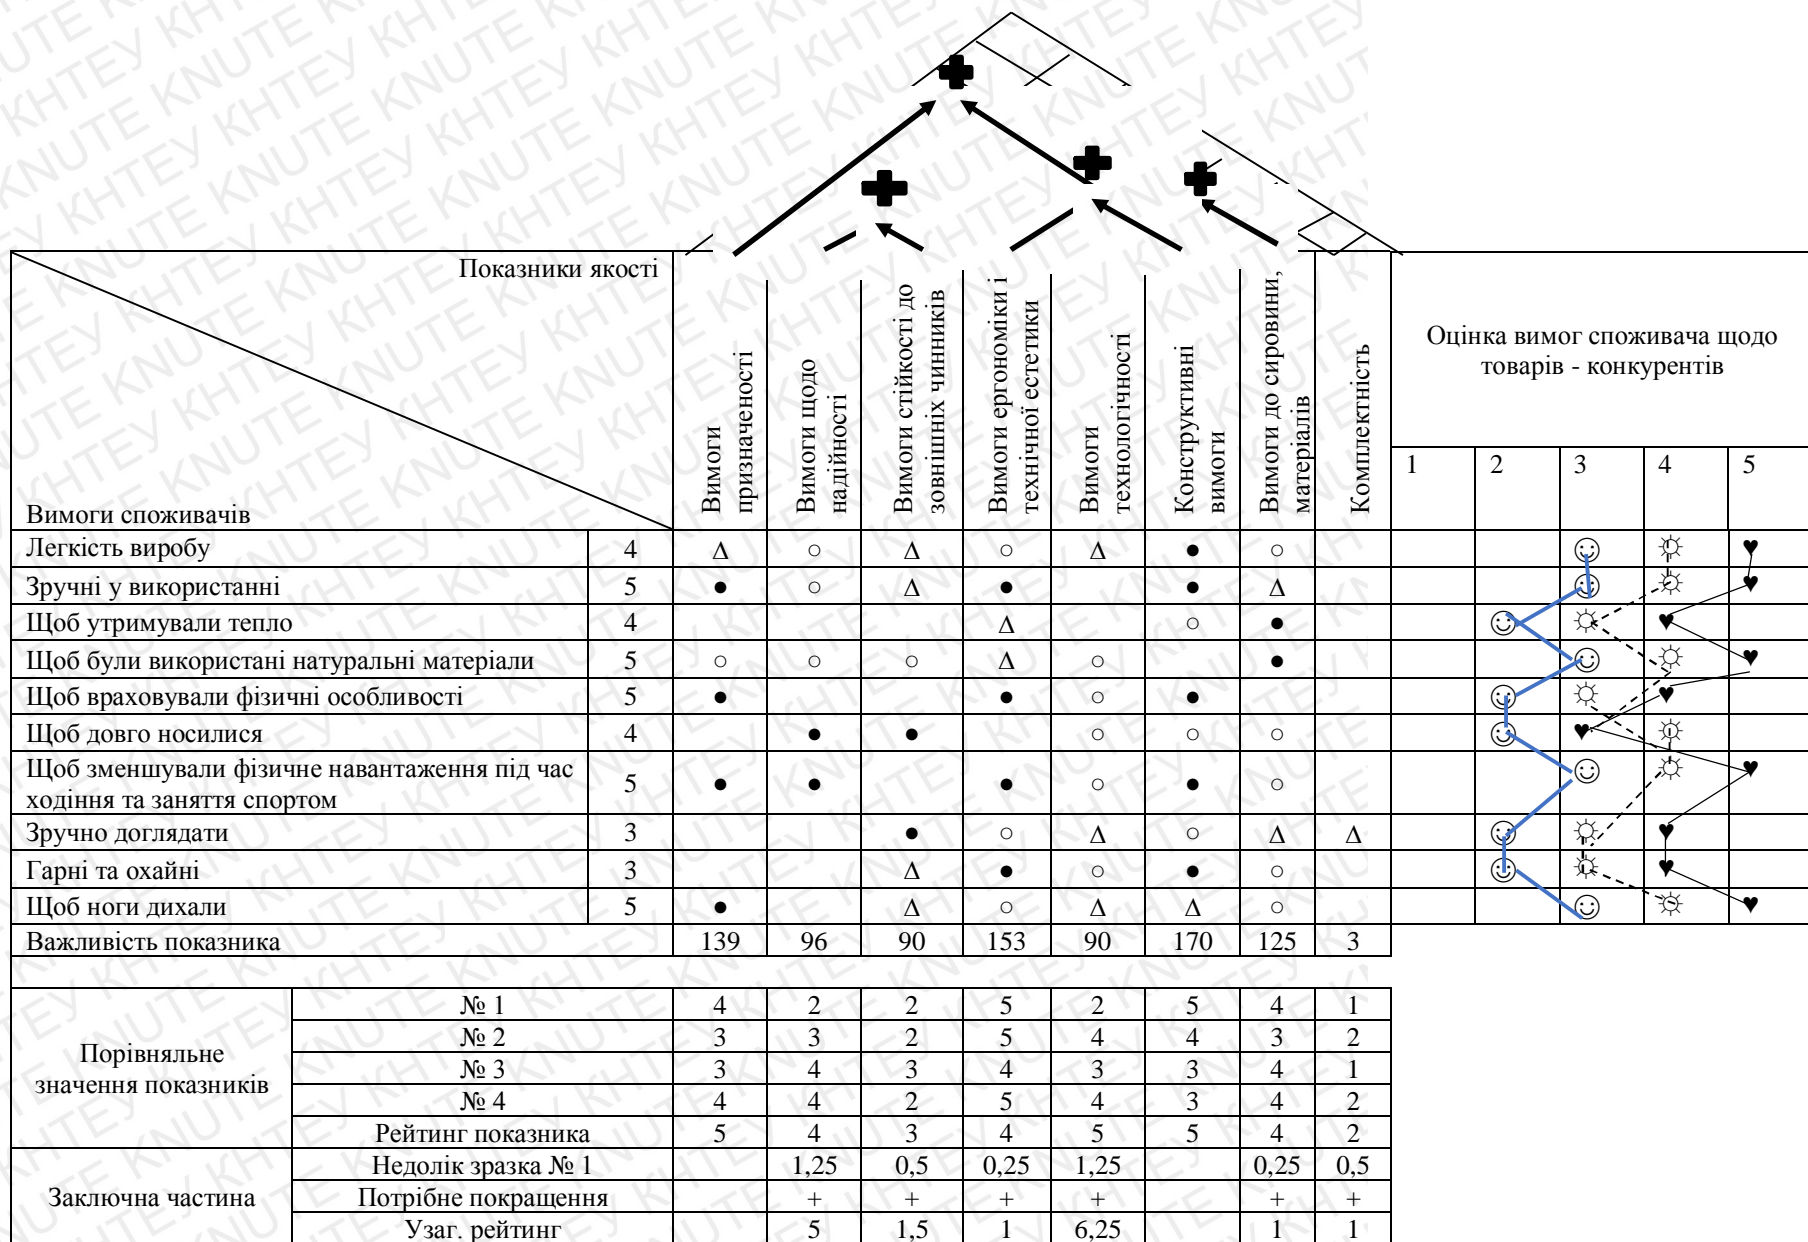 Показники якості
Вимоги споживачів
Вимоги призначеності
Вимоги щодо надійності
Вимоги стійкості до зовнішніх чинників
Вимоги ергономіки і технічної естетики
Вимоги технологічності
Конструктивні вимоги
Вимоги до сировини, матеріалів
Комплектність
Оцінка вимог споживача щодо
товарів - конкурентів
1 2 3 4 5
Легкість виробу 4 Δ ○ Δ ○ Δ ● ○
Зручні у використанні 5 ● ○ Δ ● ● Δ
Щоб утримували тепло 4 Δ ○ ●
Щоб були використані натуральні матеріали 5 ○ ○ ○ Δ ○ ●
Щоб враховували фізичні особливості 5 ● ● ○ ●
Щоб довго носилися 4 ● ● ○ ○ ○
Щоб зменшували фізичне навантаження під час
ходіння та заняття спортом 5 ● ● ● ○ ● ○
Зручно доглядати 3 ● ○ Δ ○ Δ Δ
Гарні та охайні 3 Δ ● ○ ● ○
Щоб ноги дихали 5 ● Δ ○ Δ Δ ○
Важливість показника 139 96 90 153 90 170 125 3
Порівняльне
значення показників
№ 1 4 2 2 5 2 5 4 1
№ 2 3 3 2 5 4 4 3 2
№ 3 3 4 3 4 3 3 4 1
№ 4 4 4 2 5 4 3 4 2
Рейтинг показника 5 4 3 4 5 5 4 2
Заключна частина
Недолік зразка № 1 1,25 0,5 0,25 1,25 0,25 0,5
Потрібне покращення + + + + + +
Узаг. рейтинг 5 1,5 1 6,25 1 1
KNUTE КНТЕУ